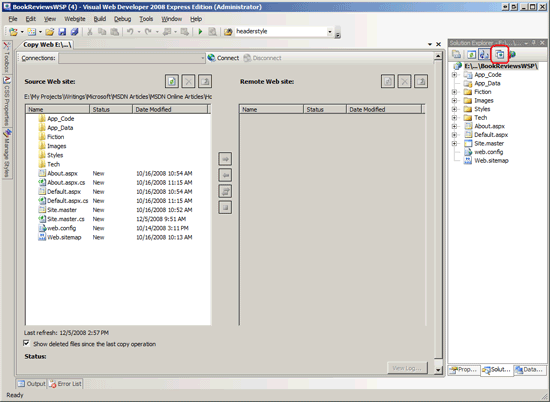 BookReviewsWSP (4) - Visual Web Developer 2008 Express Edition (Administrator)
File Edit View Website Build Debug Tools Window Help
headerstyle
Copy Web E:\...\
Solution Explorer - E:\...\
Connections:
Connect
Disconnect
Source Web site:
Remote Web site:
E:\My Projects\Writings\Microsoft\MSDN Articles\MSDN Online Articles\Ho
Name Status Date Modified
Name Status Date Modified
App_Code
App_Data
Fiction
Images
Styles
Tech
About.aspx New 10/16/2008 10:54 AM
About.aspx.cs New 10/16/2008 11:15 AM
Default.aspx New 10/16/2008 10:54 AM
Default.aspx.cs New 10/16/2008 11:15 AM
Site.master New 10/16/2008 10:52 AM
Site.master.cs New 12/5/2008 9:51 AM
web.config New 10/14/2008 3:11 PM
Web.sitemap New 10/16/2008 10:13 AM
Last refresh: 12/5/2008 2:57 PM
Show deleted files since the last copy operation
Status:
View Log...
E:\...\BookReviewsWSP\
App_Code
App_Data
Fiction
Images
Styles
Tech
About.aspx
Default.aspx
Site.master
web.config
Web.sitemap
Toolbox
CSS Properties
Manage Styles
Prop...
Solut...
Data...
Output
Error List
Ready